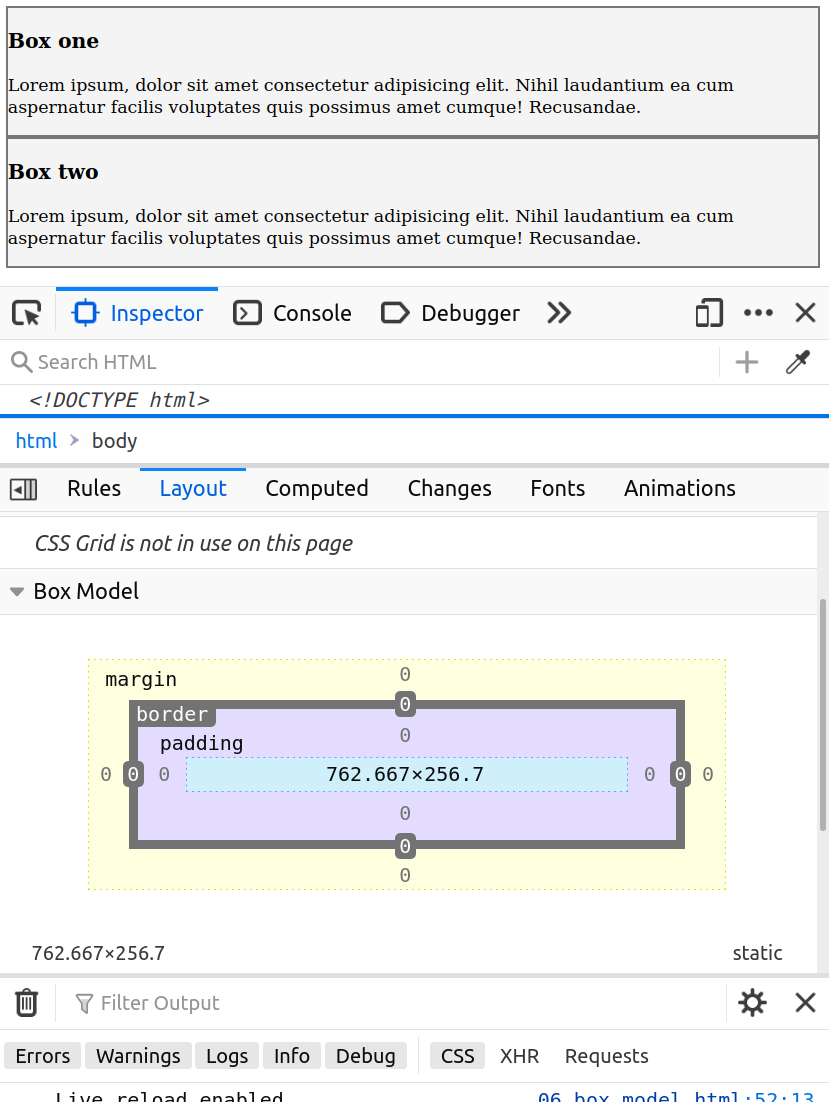 Box one
Lorem ipsum, dolor sit amet consectetur adipisicing elit. Nihil laudantium ea cum
aspernatur facilis voluptates quis possimus amet cumque! Recusandae.
Box two
Lorem ipsum, dolor sit amet consectetur adipisicing elit. Nihil laudantium ea cum
aspernatur facilis voluptates quis possimus amet cumque! Recusandae.
Inspector Console Debugger
Search HTML
<!DOCTYPE html>
html body
Rules Layout Computed Changes Fonts Animations
CSS Grid is not in use on this page
Box Model
margin 0
border 0
padding 0
0 0 0 762.667×256.7 0 0 0
0
0
0
762.667×256.7 static
Filter Output
Errors Warnings Logs Info Debug CSS XHR Requests
Live reload enabled. 06_box_model.html:52:13